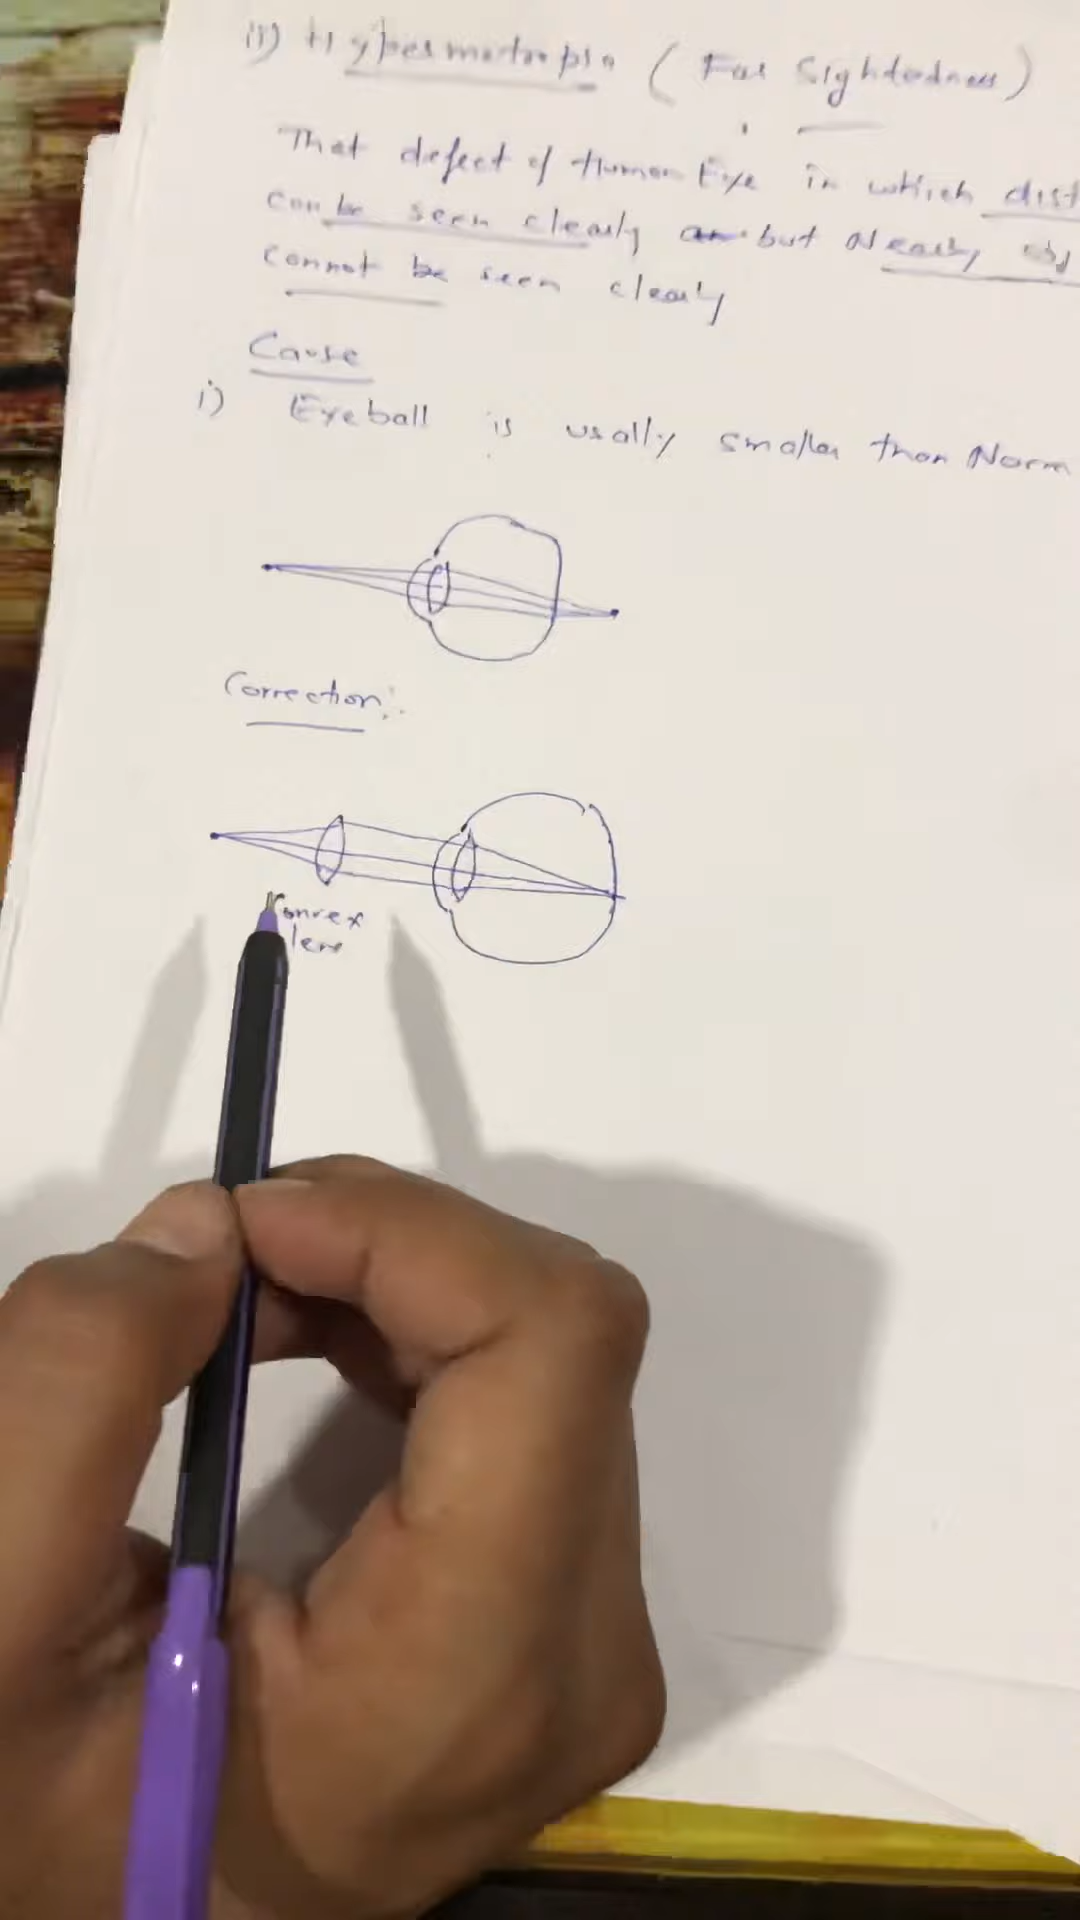 ii) Hypermetropia (Far Sightedness)
That defect of Human Eye in which dist
can be seen clearly but Nearby obj
cannot be seen clearly
Cause
i) Eyeball is usally smaller than Norm
Correction:
Convex
lens